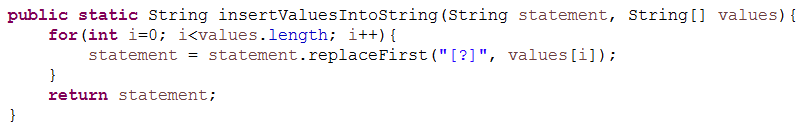 public static String insertValuesIntoString(String statement, String[] values){
    for(int i=0; i<values.length; i++){
        statement = statement.replaceFirst("[?]", values[i]);
    }
    return statement;
}